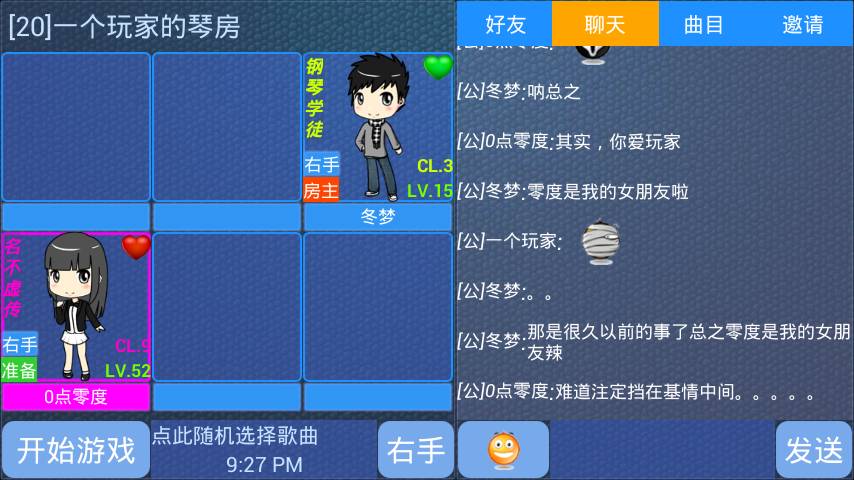 [20]一个玩家的琴房
好友
聊天
曲目
邀请
钢琴学徒
右手
房主
CL.3
LV.15
冬梦
名不虚传
右手
准备
CL.9
LV.52
0点零度
开始游戏
点此随机选择歌曲
9:27 PM
右手
[公]冬梦:呐总之
[公]0点零度:其实，你爱玩家
[公]冬梦:零度是我的女朋友啦
[公]一个玩家:
[公]冬梦:。。
[公]冬梦:那是很久以前的事了总之零度是我的女朋
友辣
[公]0点零度:难道注定挡在基情中间。。。。。
发送